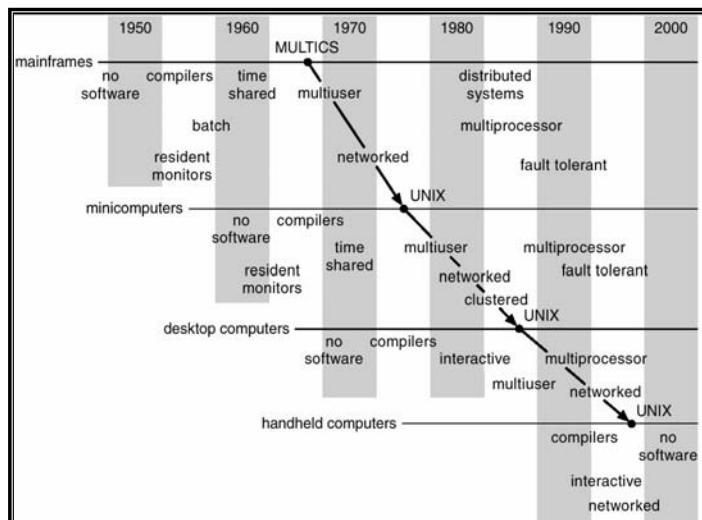 1950 1960 1970 1980 1990 2000
MULTICS
mainframes
no compilers time distributed
software shared multiuser systems
batch multiprocessor
resident networked fault tolerant
monitors
UNIX
minicomputers
no compilers
software time multiuser multiprocessor
resident shared networked fault tolerant
monitors clustered
UNIX
desktop computers
no compilers
software interactive multiprocessor
multiuser networked
UNIX
handheld computers
compilers no
software
interactive
networked